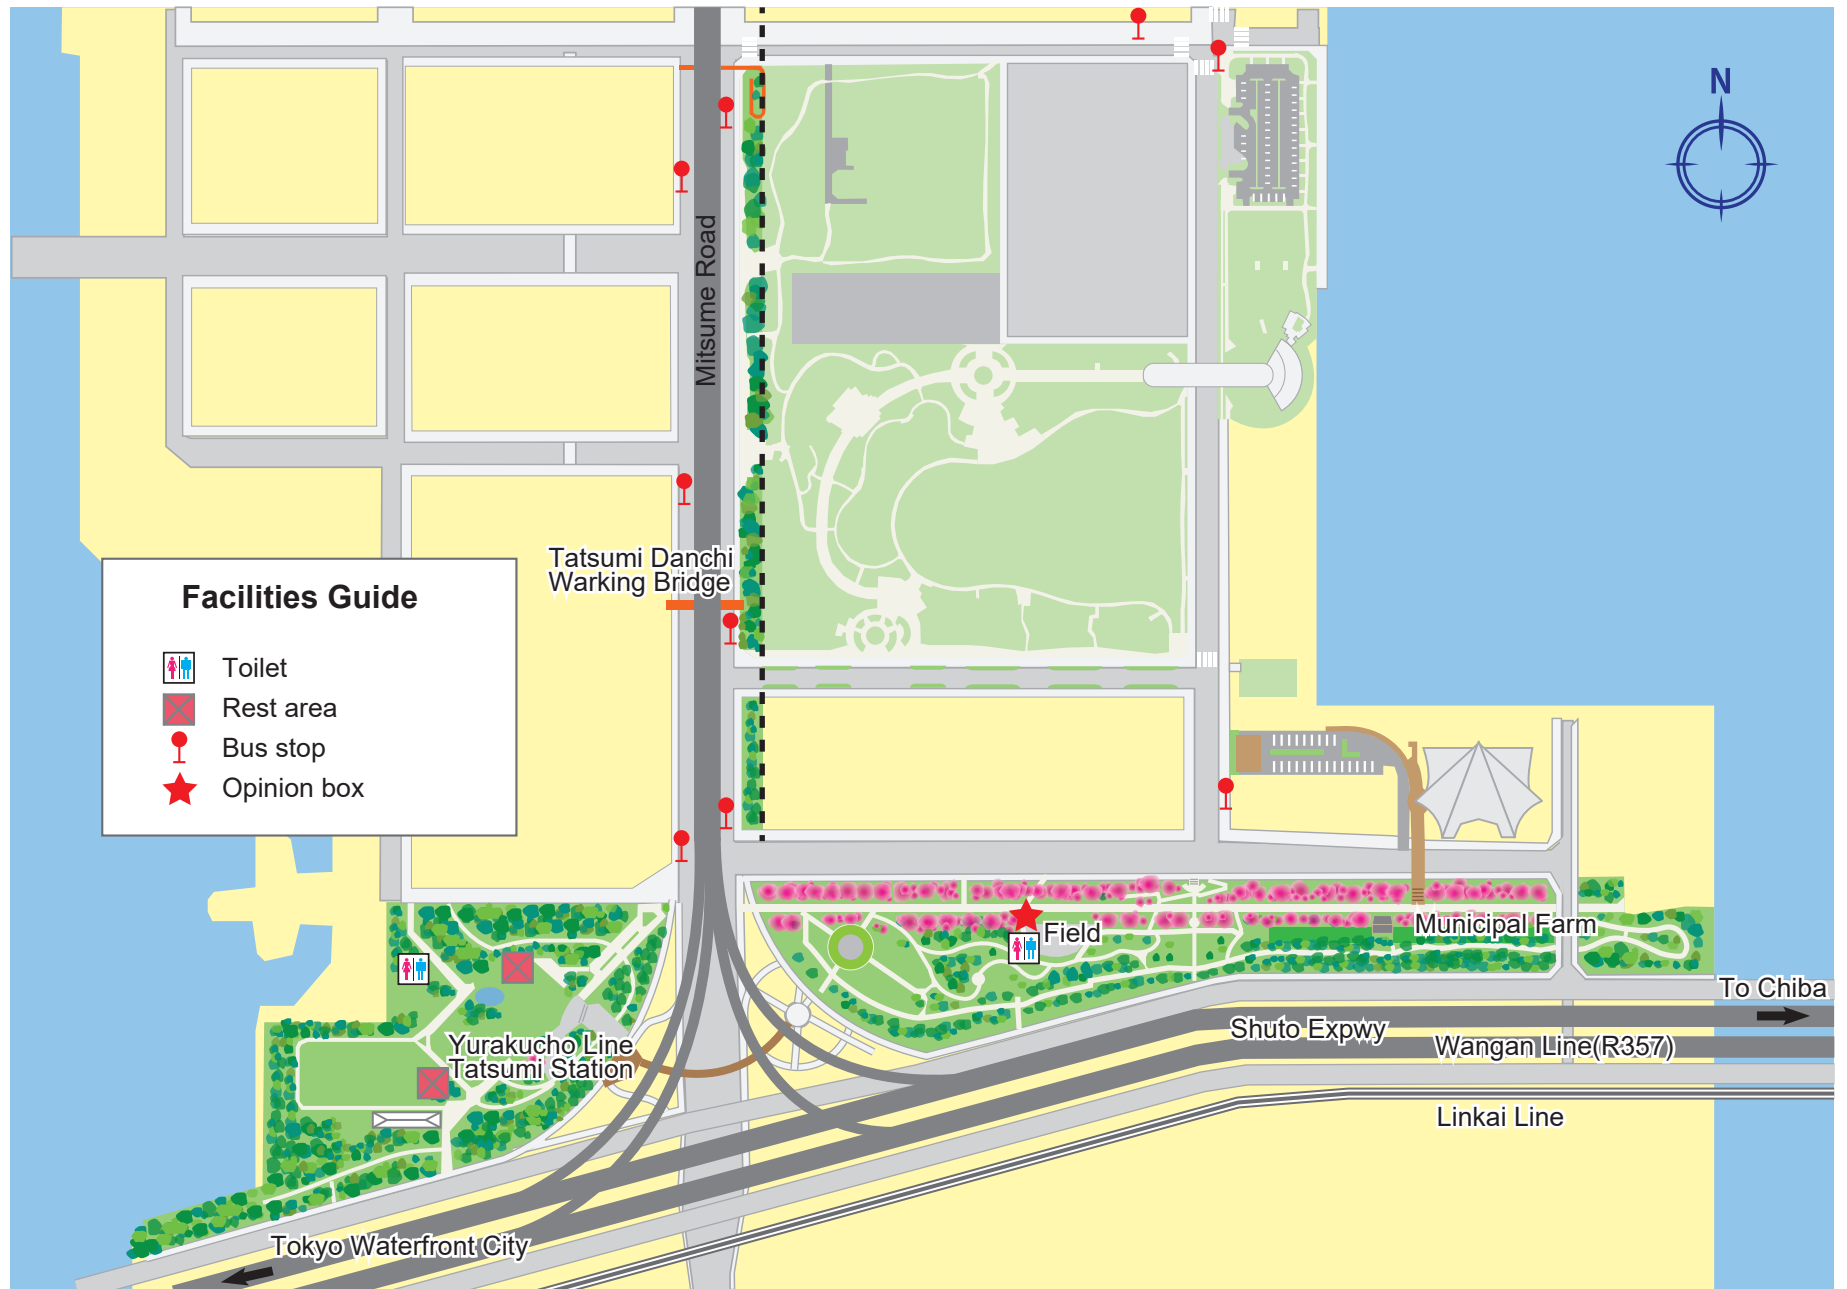 N
Mitsume Road
Tatsumi Danchi
Warking Bridge
Facilities Guide
Toilet
Rest area
Bus stop
Opinion box
Field
Municipal Farm
To Chiba
Yurakucho Line
Tatsumi Station
Shuto Expwy
Wangan Line(R357)
Linkai Line
Tokyo Waterfront City